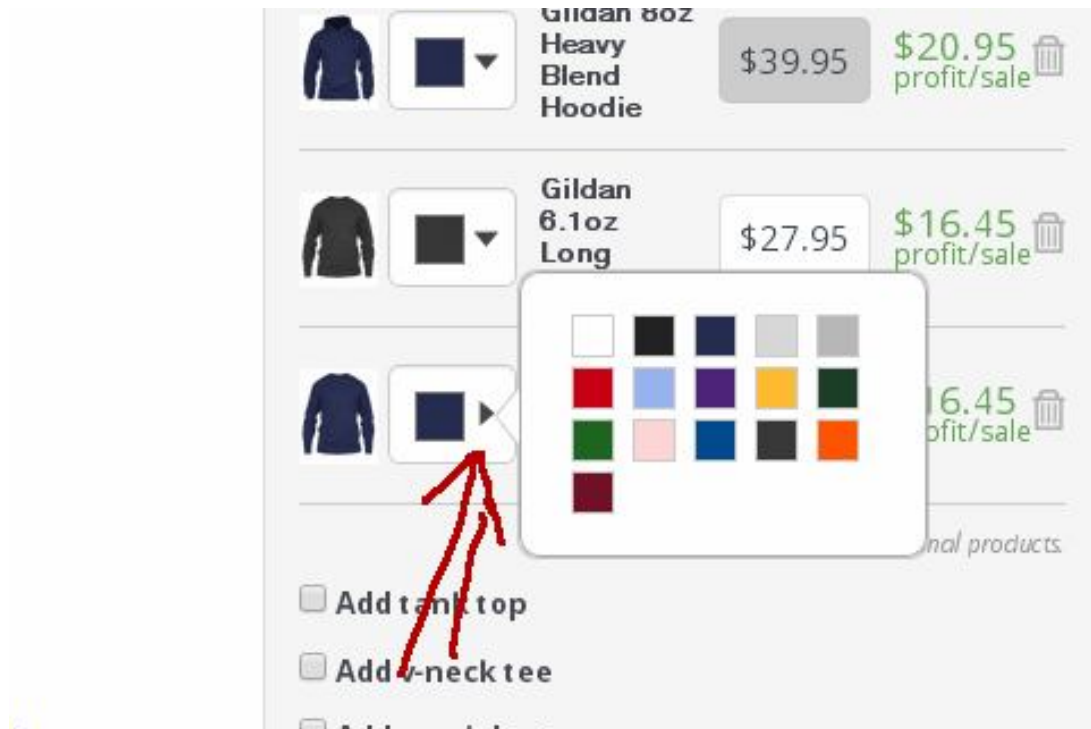 Gildan 8oz
Heavy
Blend
Hoodie
$39.95
$20.95
profit/sale
Gildan
6.1oz
Long
$27.95
$16.45
profit/sale
16.45
ofit/sale
nal products.
Add tank top
Add v-neck tee